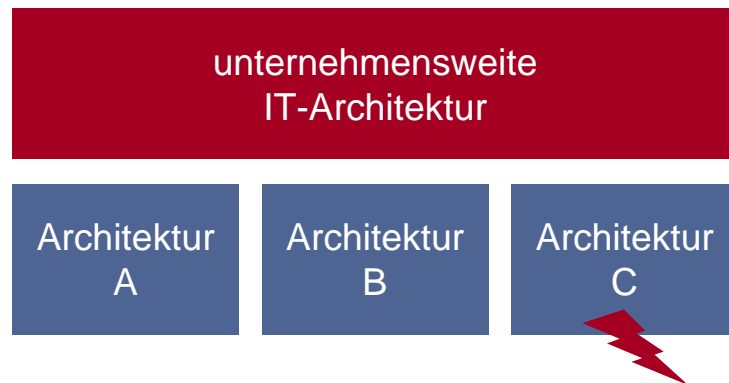 unternehmensweite
IT-Architektur
Architektur
A
Architektur
B
Architektur
C